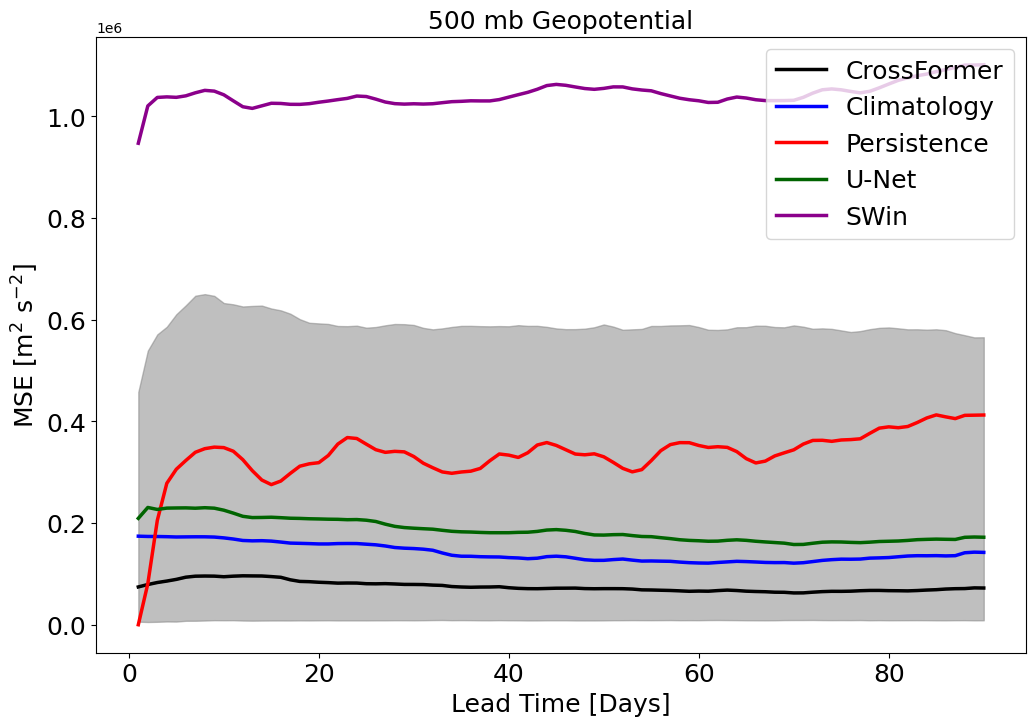 500 mb Geopotential
1e6
CrossFormer
Climatology
Persistence
U-Net
SWin
1.0
0.8
0.6
0.4
0.2
0.0
MSE [m² s⁻²]
0 20 40 60 80
Lead Time [Days]